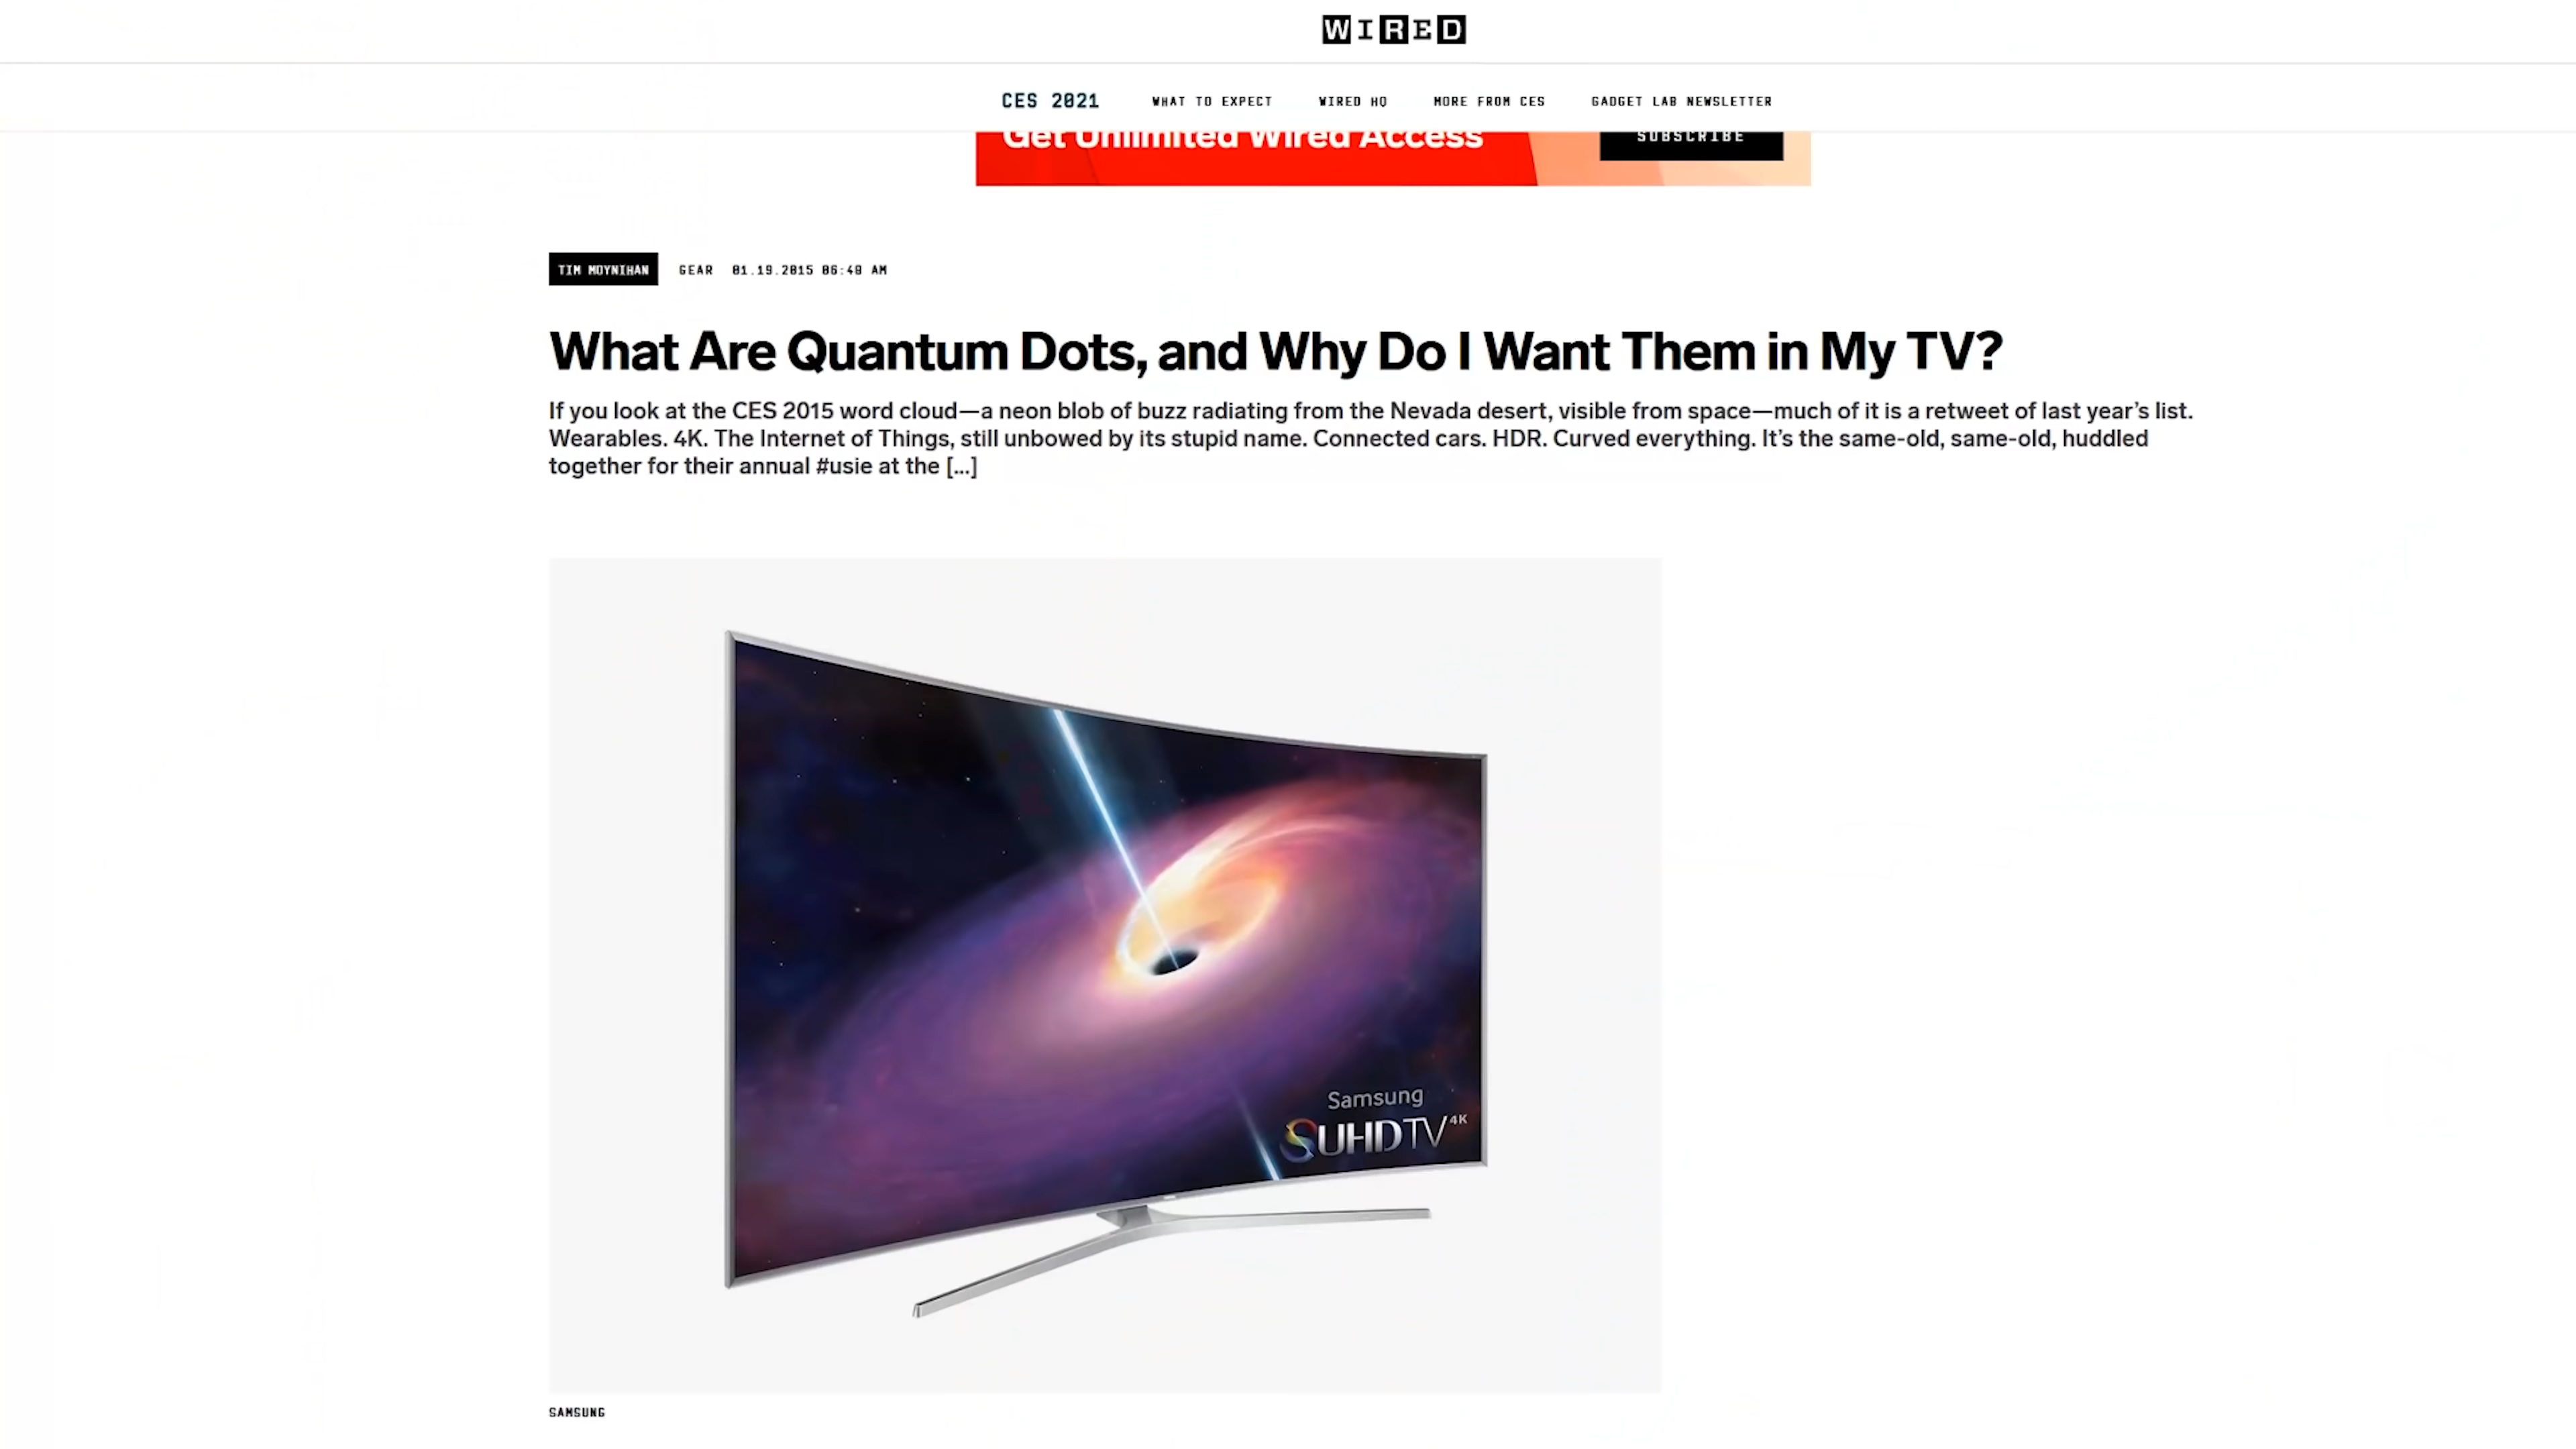 WIRED
CES 2021 WHAT TO EXPECT WIRED HQ MORE FROM CES GADGET LAB NEWSLETTER
Get Unlimited Wired Access SUBSCRIBE
TIM MOYNIHAN GEAR 01.19.2015 06:40 AM
What Are Quantum Dots, and Why Do I Want Them in My TV?
If you look at the CES 2015 word cloud—a neon blob of buzz radiating from the Nevada desert, visible from space—much of it is a retweet of last year's list.
Wearables. 4K. The Internet of Things, still unbowed by its stupid name. Connected cars. HDR. Curved everything. It's the same-old, same-old, huddled
together for their annual #usie at the [...]
Samsung
SUHDTV 4K
SAMSUNG